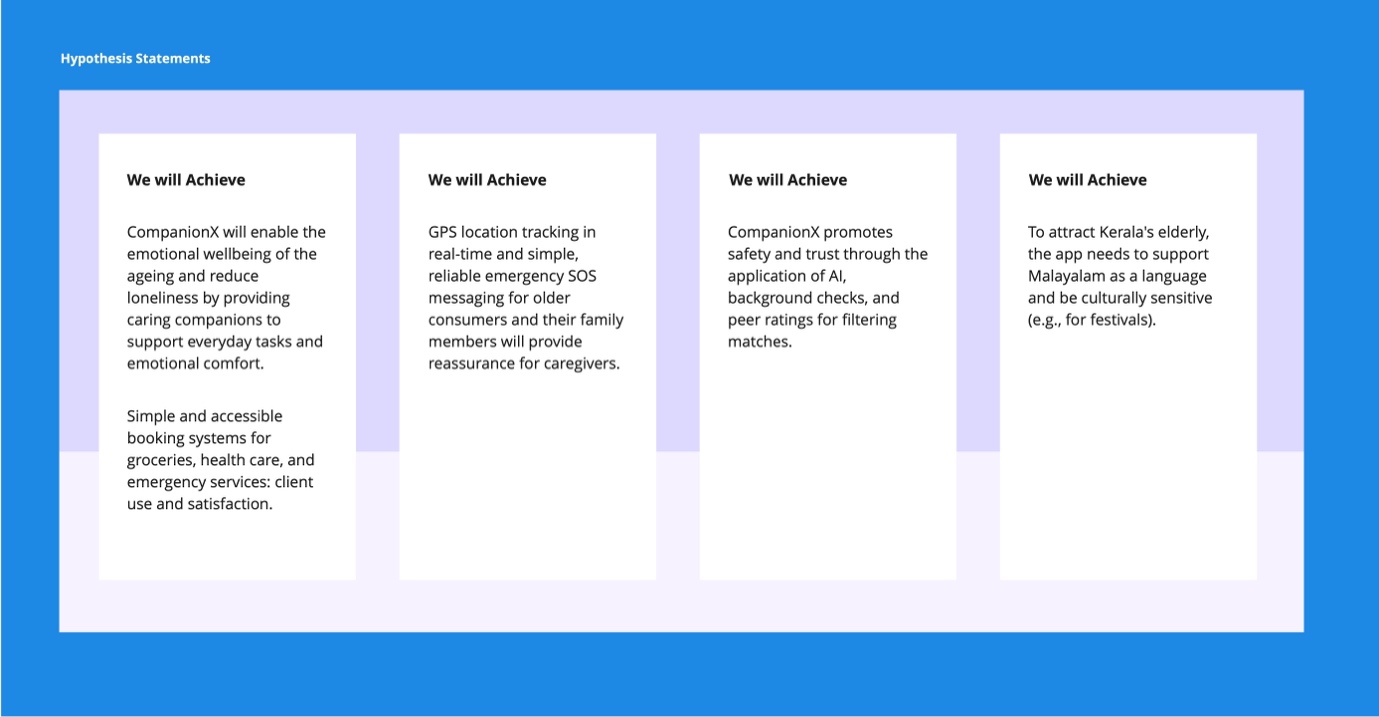 Hypothesis Statements
We will Achieve
CompanionX will enable the
emotional wellbeing of the
ageing and reduce
loneliness by providing
caring companions to
support everyday tasks and
emotional comfort.
Simple and accessible
booking systems for
groceries, health care, and
emergency services: client
use and satisfaction.
We will Achieve
GPS location tracking in
real-time and simple,
reliable emergency SOS
messaging for older
consumers and their family
members will provide
reassurance for caregivers.
We will Achieve
CompanionX promotes
safety and trust through the
application of AI,
background checks, and
peer ratings for filtering
matches.
We will Achieve
To attract Kerala's elderly,
the app needs to support
Malayalam as a language
and be culturally sensitive
(e.g., for festivals).